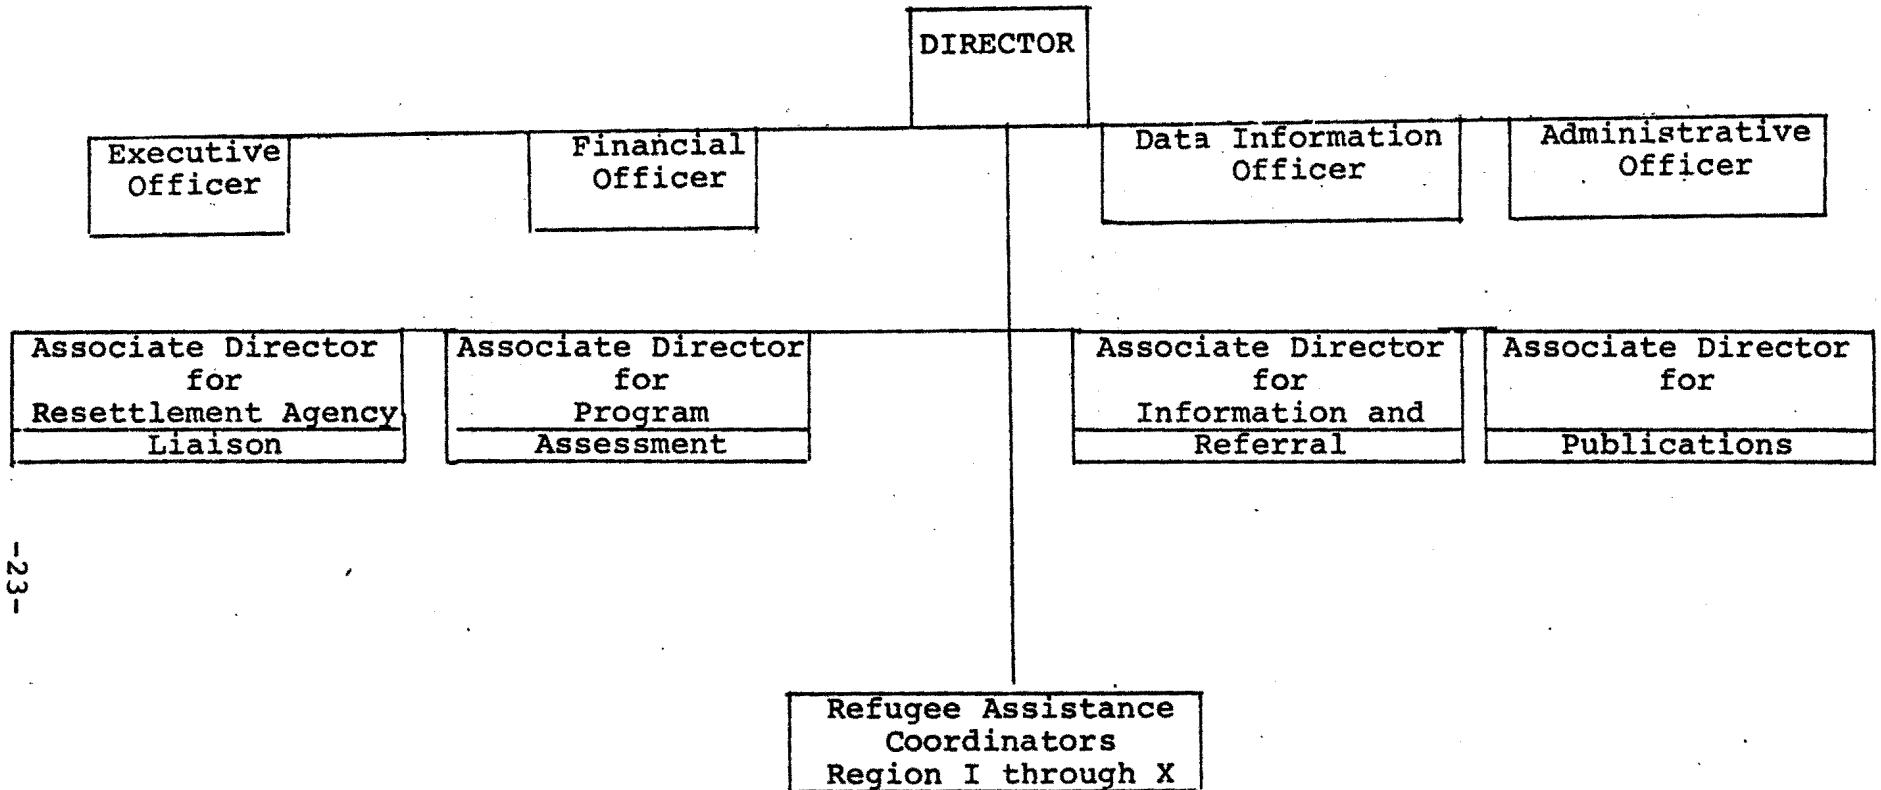 DIRECTOR
Executive
Officer
Financial
Officer
Data Information
Officer
Administrative
Officer
Associate Director
for
Resettlement Agency
Liaison
Associate Director
for
Program
Assessment
Associate Director
for
Information and
Referral
Associate Director
for
Publications
-23-
Refugee Assistance
Coordinators
Region I through X